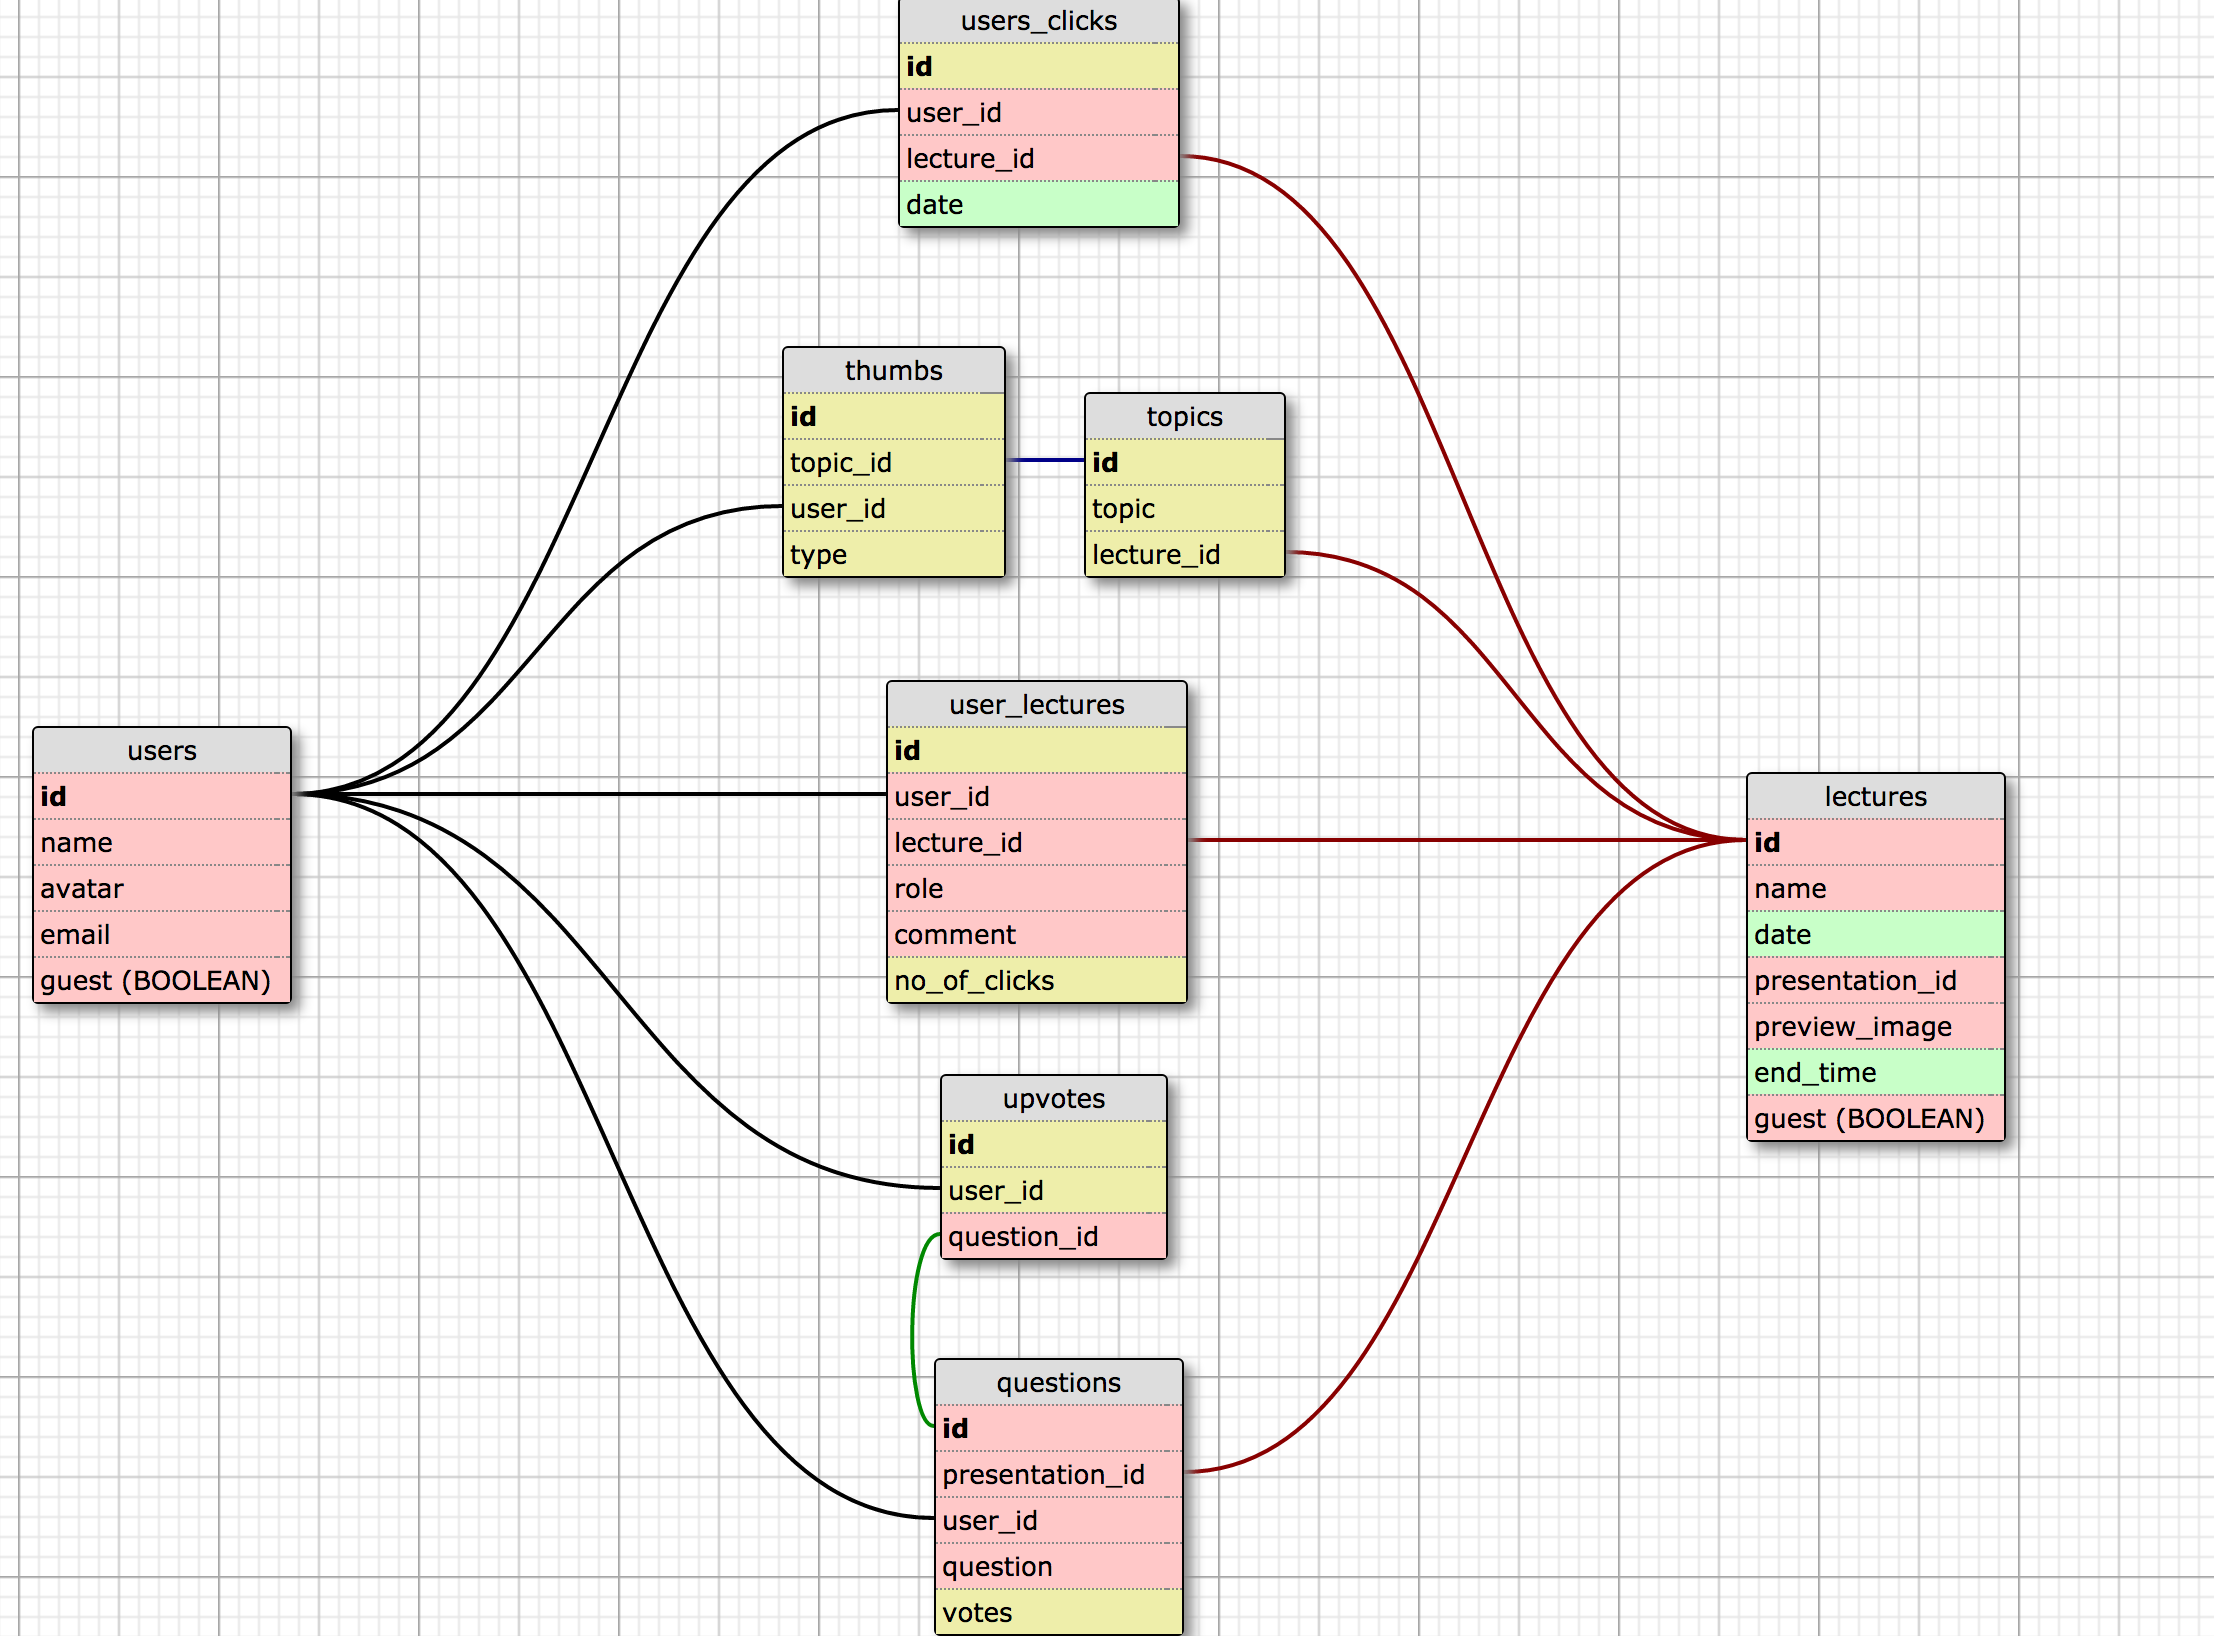 users_clicks
id
user_id
lecture_id
date
thumbs
id
topic_id
user_id
type
topics
id
topic
lecture_id
user_lectures
id
user_id
lecture_id
role
comment
no_of_clicks
users
id
name
avatar
email
guest (BOOLEAN)
lectures
id
name
date
presentation_id
preview_image
end_time
guest (BOOLEAN)
upvotes
id
user_id
question_id
questions
id
presentation_id
user_id
question
votes